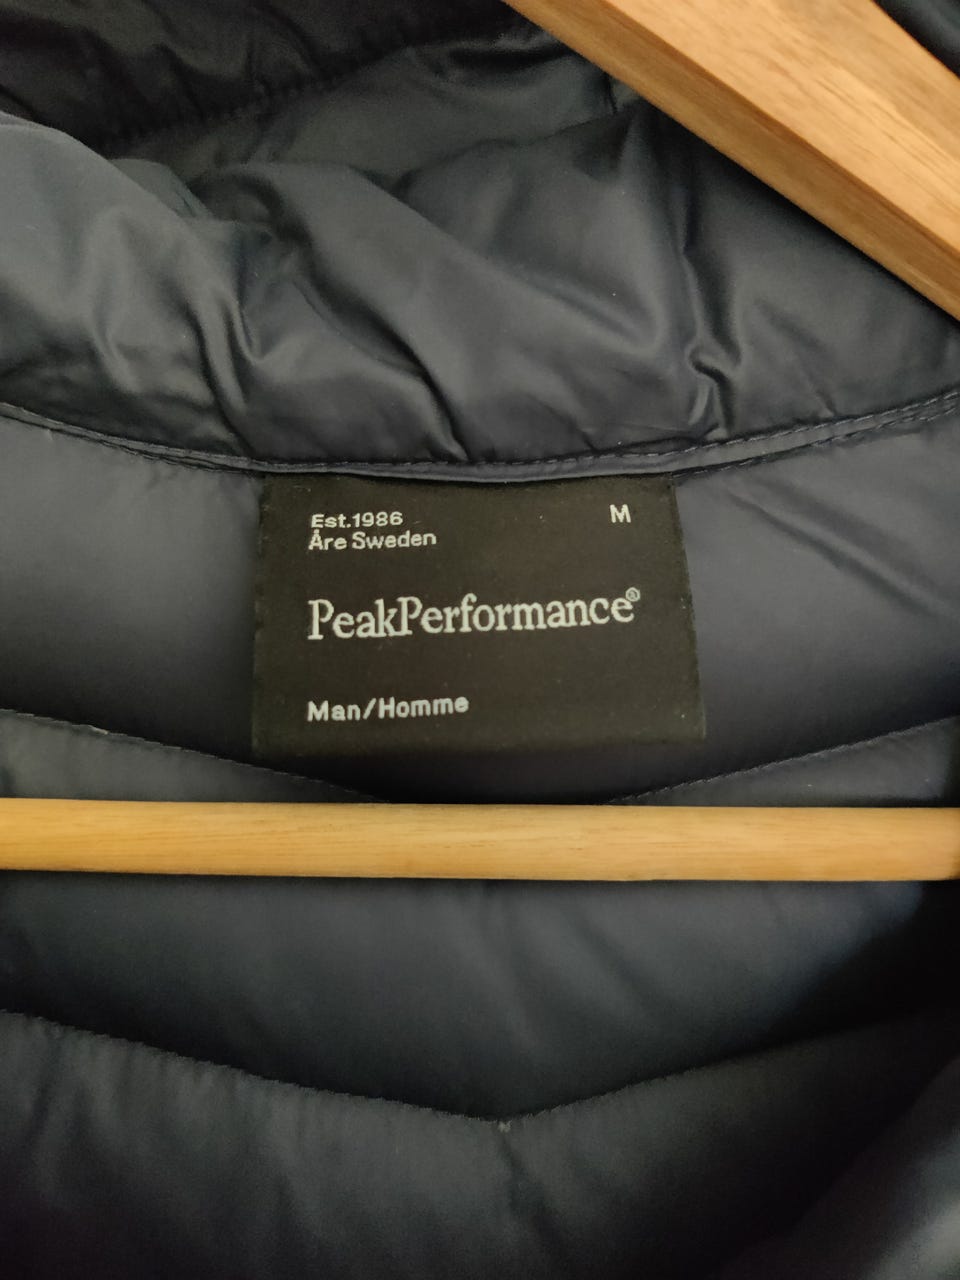 Est.1986 M
Åre Sweden
PeakPerformance®
Man/Homme